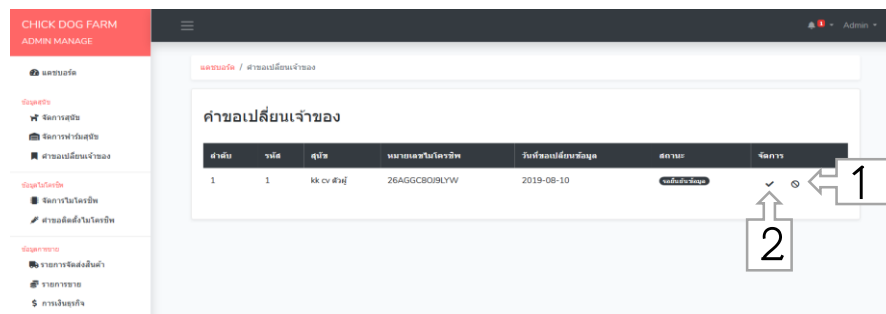 CHICK DOG FARM
ADMIN MANAGE
1
Admin
แดชบอร์ด
ข้อมูลสุนัข
จัดการสุนัข
จัดการฟาร์มสุนัข
คำขอเปลี่ยนเจ้าของ
ข้อมูลไมโครชิพ
จัดการไมโครชิพ
คำขอติดตั้งไมโครชิพ
ข้อมูลการขาย
รายการจัดส่งสินค้า
รายการขาย
การเงินธุรกิจ
แดชบอร์ด / คำขอเปลี่ยนเจ้าของ
คำขอเปลี่ยนเจ้าของ
ลำดับ รหัส สุนัข หมายเลขไมโครชิพ วันที่ขอเปลี่ยนข้อมูล สถานะ จัดการ
1 1 kk cv ตัวผู้ 26AGGC8OJ9LYW 2019-08-10 รอยืนยันข้อมูล
1
2